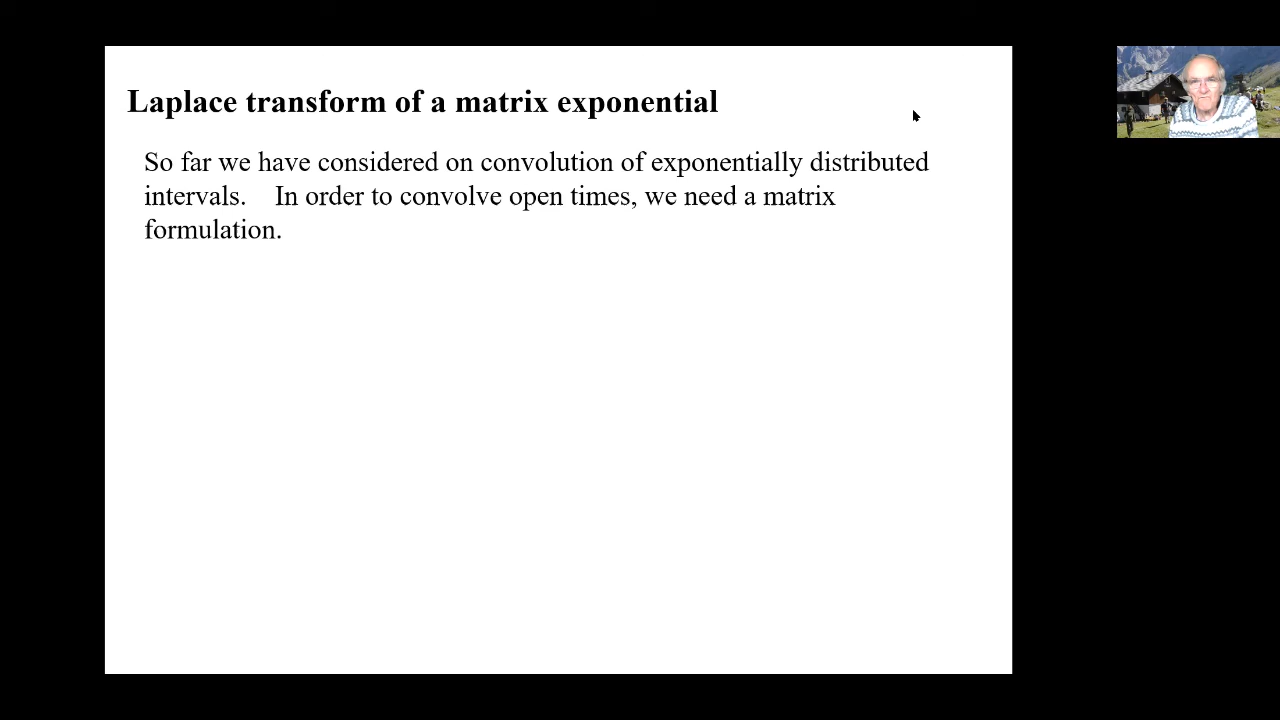 Laplace transform of a matrix exponential
So far we have considered on convolution of exponentially distributed
intervals. In order to convolve open times, we need a matrix
formulation.